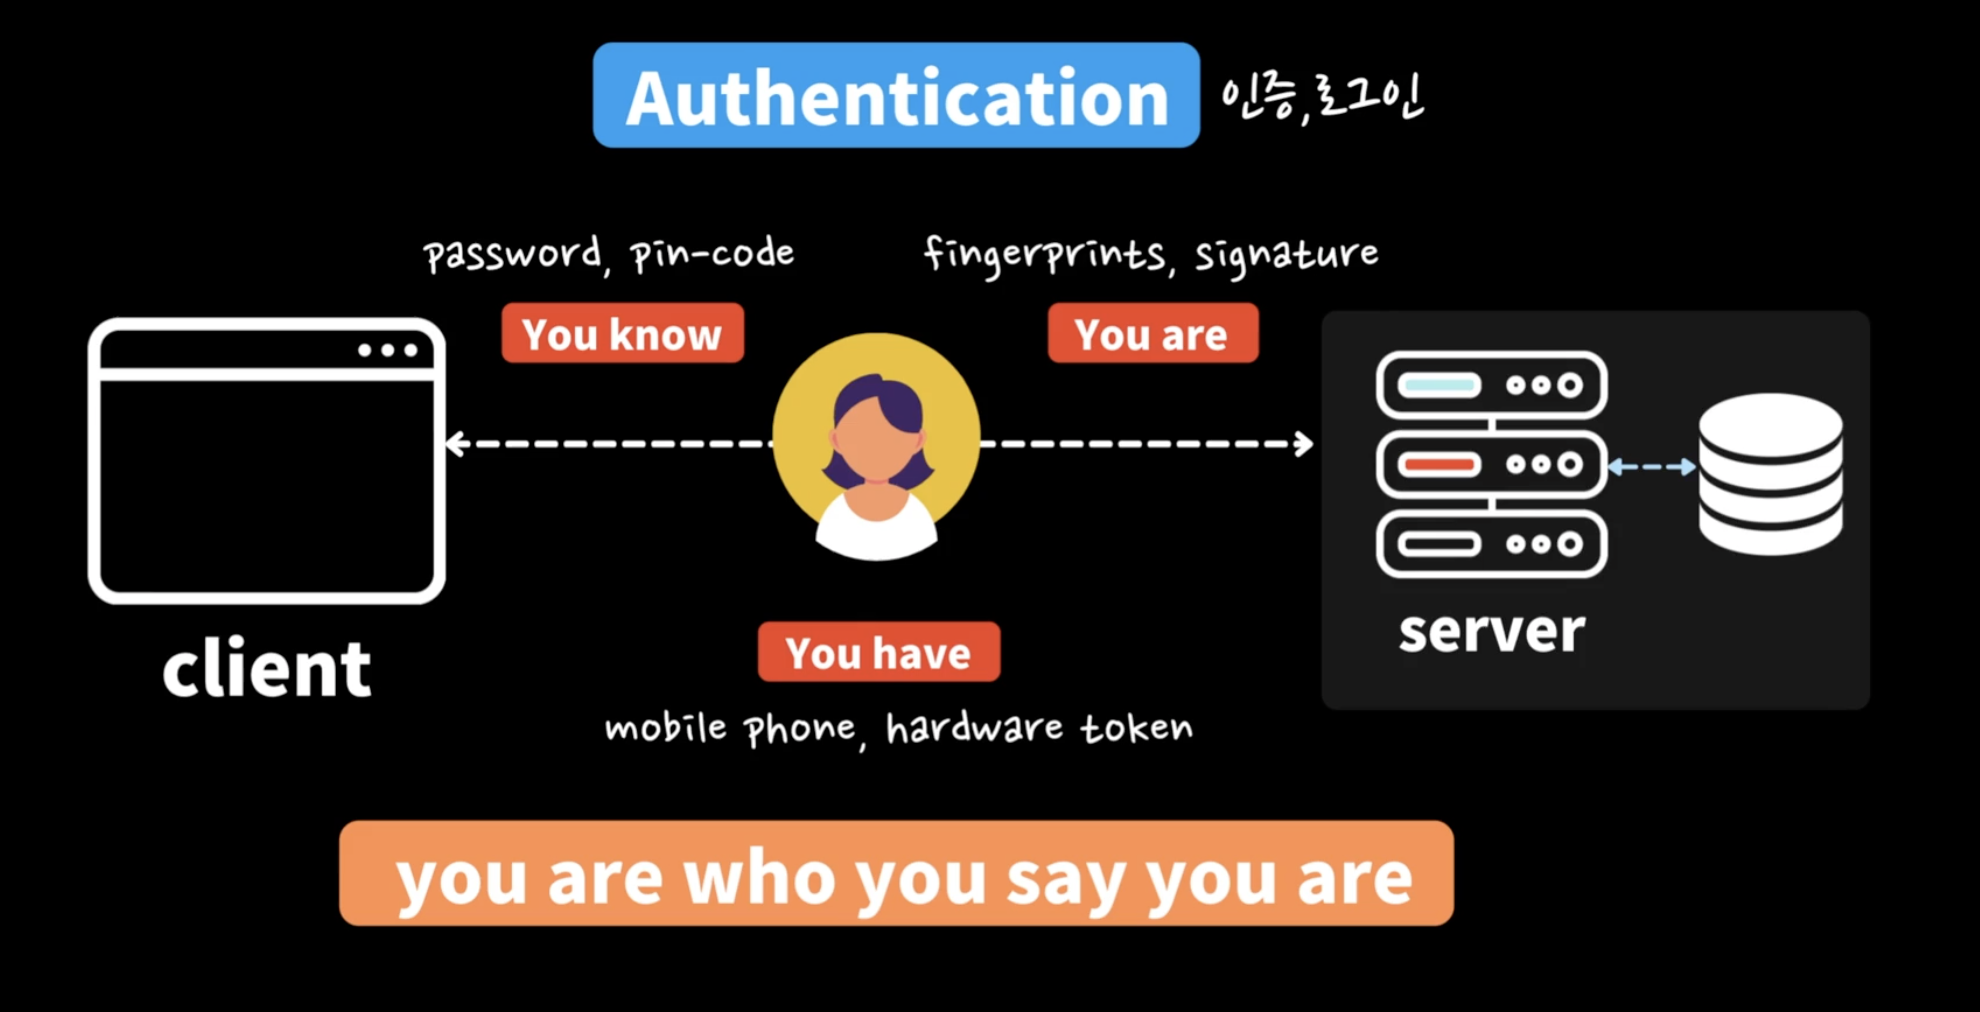 Authentication 인증,로그인
password, pin-code
fingerprints, signature
You know
You are
client
server
You have
mobile phone, hardware token
you are who you say you are